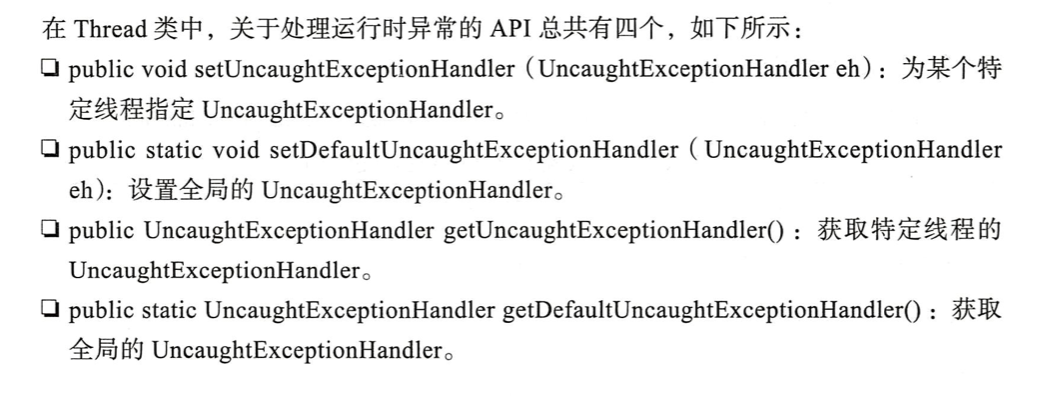 在 Thread 类中，关于处理运行时异常的 API 总共有四个，如下所示：
❏ public void setUncaughtExceptionHandler（UncaughtExceptionHandler eh）：为某个特
定线程指定 UncaughtExceptionHandler。
❏ public static void setDefaultUncaughtExceptionHandler（UncaughtExceptionHandler
eh）：设置全局的 UncaughtExceptionHandler。
❏ public UncaughtExceptionHandler getUncaughtExceptionHandler()：获取特定线程的
UncaughtExceptionHandler。
❏ public static UncaughtExceptionHandler getDefaultUncaughtExceptionHandler()：获取
全局的 UncaughtExceptionHandler。